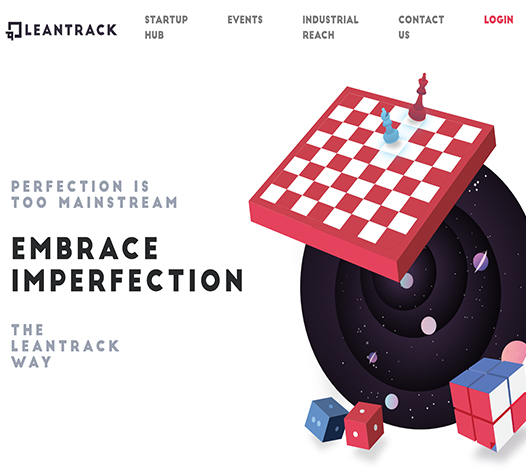 LEANTRACK
STARTUP
HUB
EVENTS
INDUSTRIAL
REACH
CONTACT
US
LOGIN
PERFECTION IS
TOO MAINSTREAM
EMBRACE
IMPERFECTION
THE
LEANTRACK
WAY